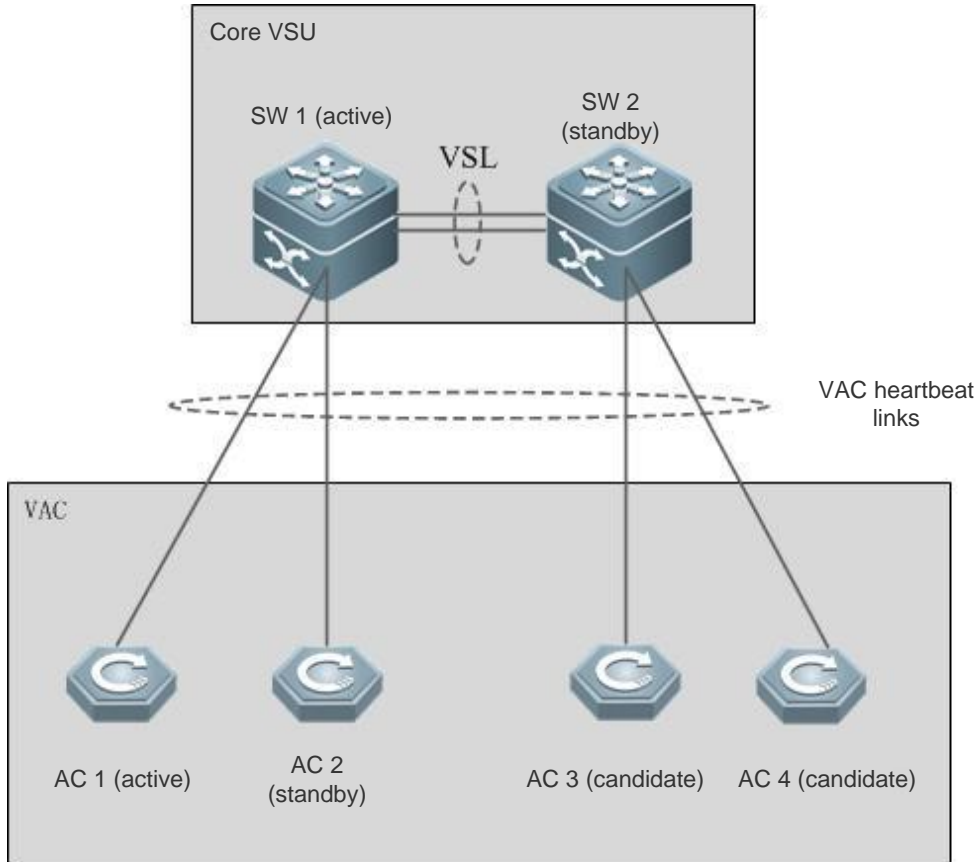 Core VSU
SW 1 (active)
SW 2
(standby)
VSL
VAC heartbeat
links
VAC
AC 1 (active)
AC 2
(standby)
AC 3 (candidate)
AC 4 (candidate)